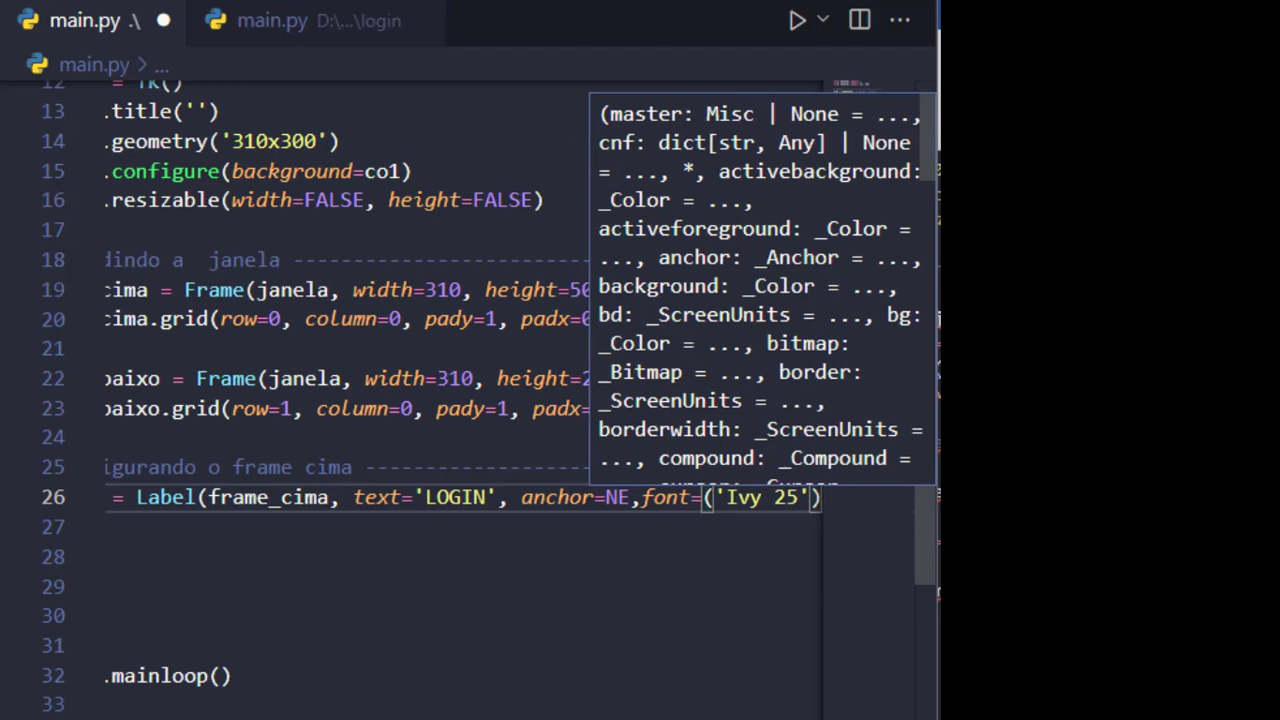 main.py .\ main.py D:\...\login
main.py > ...
12 = Tk()
13 .title('')
14 .geometry('310x300')
15 .configure(background=co1)
16 .resizable(width=FALSE, height=FALSE)
17
18 dindo a  janela -------------------------
19 cima = Frame(janela, width=310, height=50
20 cima.grid(row=0, column=0, pady=1, padx=0
21
22 baixo = Frame(janela, width=310, height=2
23 baixo.grid(row=1, column=0, pady=1, padx=
24
25 igurando o frame cima -------------------
26 = Label(frame_cima, text='LOGIN', anchor=NE,font=('Ivy 25')
27
28
29
30
31
32 .mainloop()
33
(master: Misc | None = ...,
cnf: dict[str, Any] | None
= ..., *, activebackground:
_Color = ...,
activeforeground: _Color =
..., anchor: _Anchor = ...,
background: _Color = ...,
bd: _ScreenUnits = ..., bg:
_Color = ..., bitmap:
_Bitmap = ..., border:
_ScreenUnits = ...,
borderwidth: _ScreenUnits =
..., compound: _Compound =